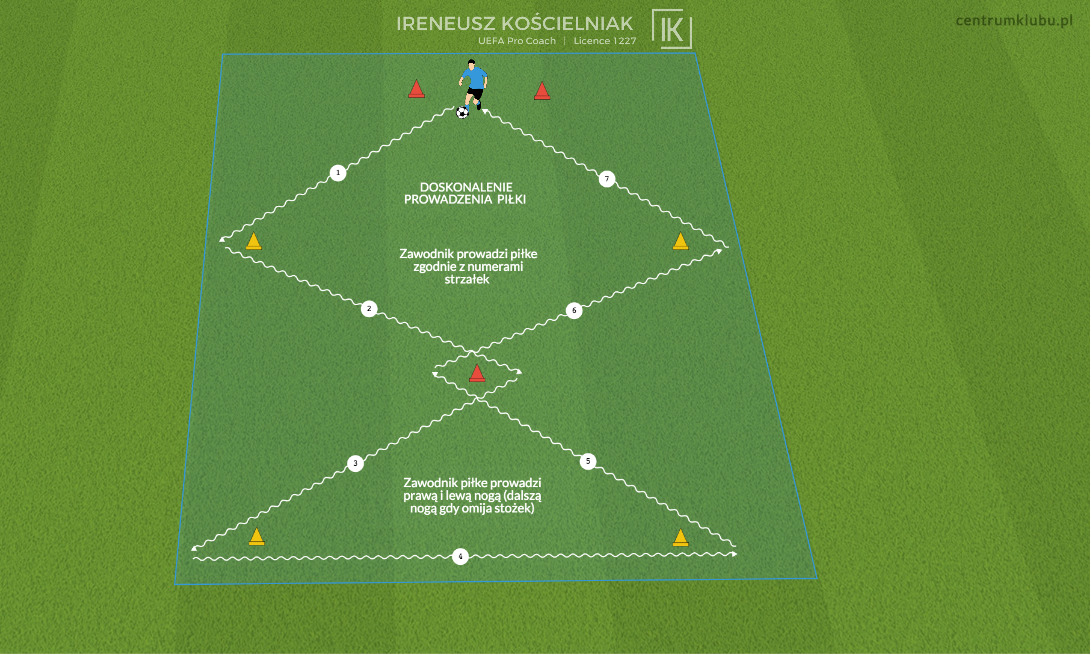 IRENEUSZ KOŚCIELNIAK
IK
UEFA Pro Coach | Licence 1227
centrumklubu.pl
1
7
DOSKONALENIE
PROWADZENIA PIŁKI
Zawodnik prowadzi piłke
zgodnie z numerami
strzałek
2
6
3
5
Zawodnik piłke prowadzi
prawą i lewą nogą (dalszą
nogą gdy omija stożek)
4